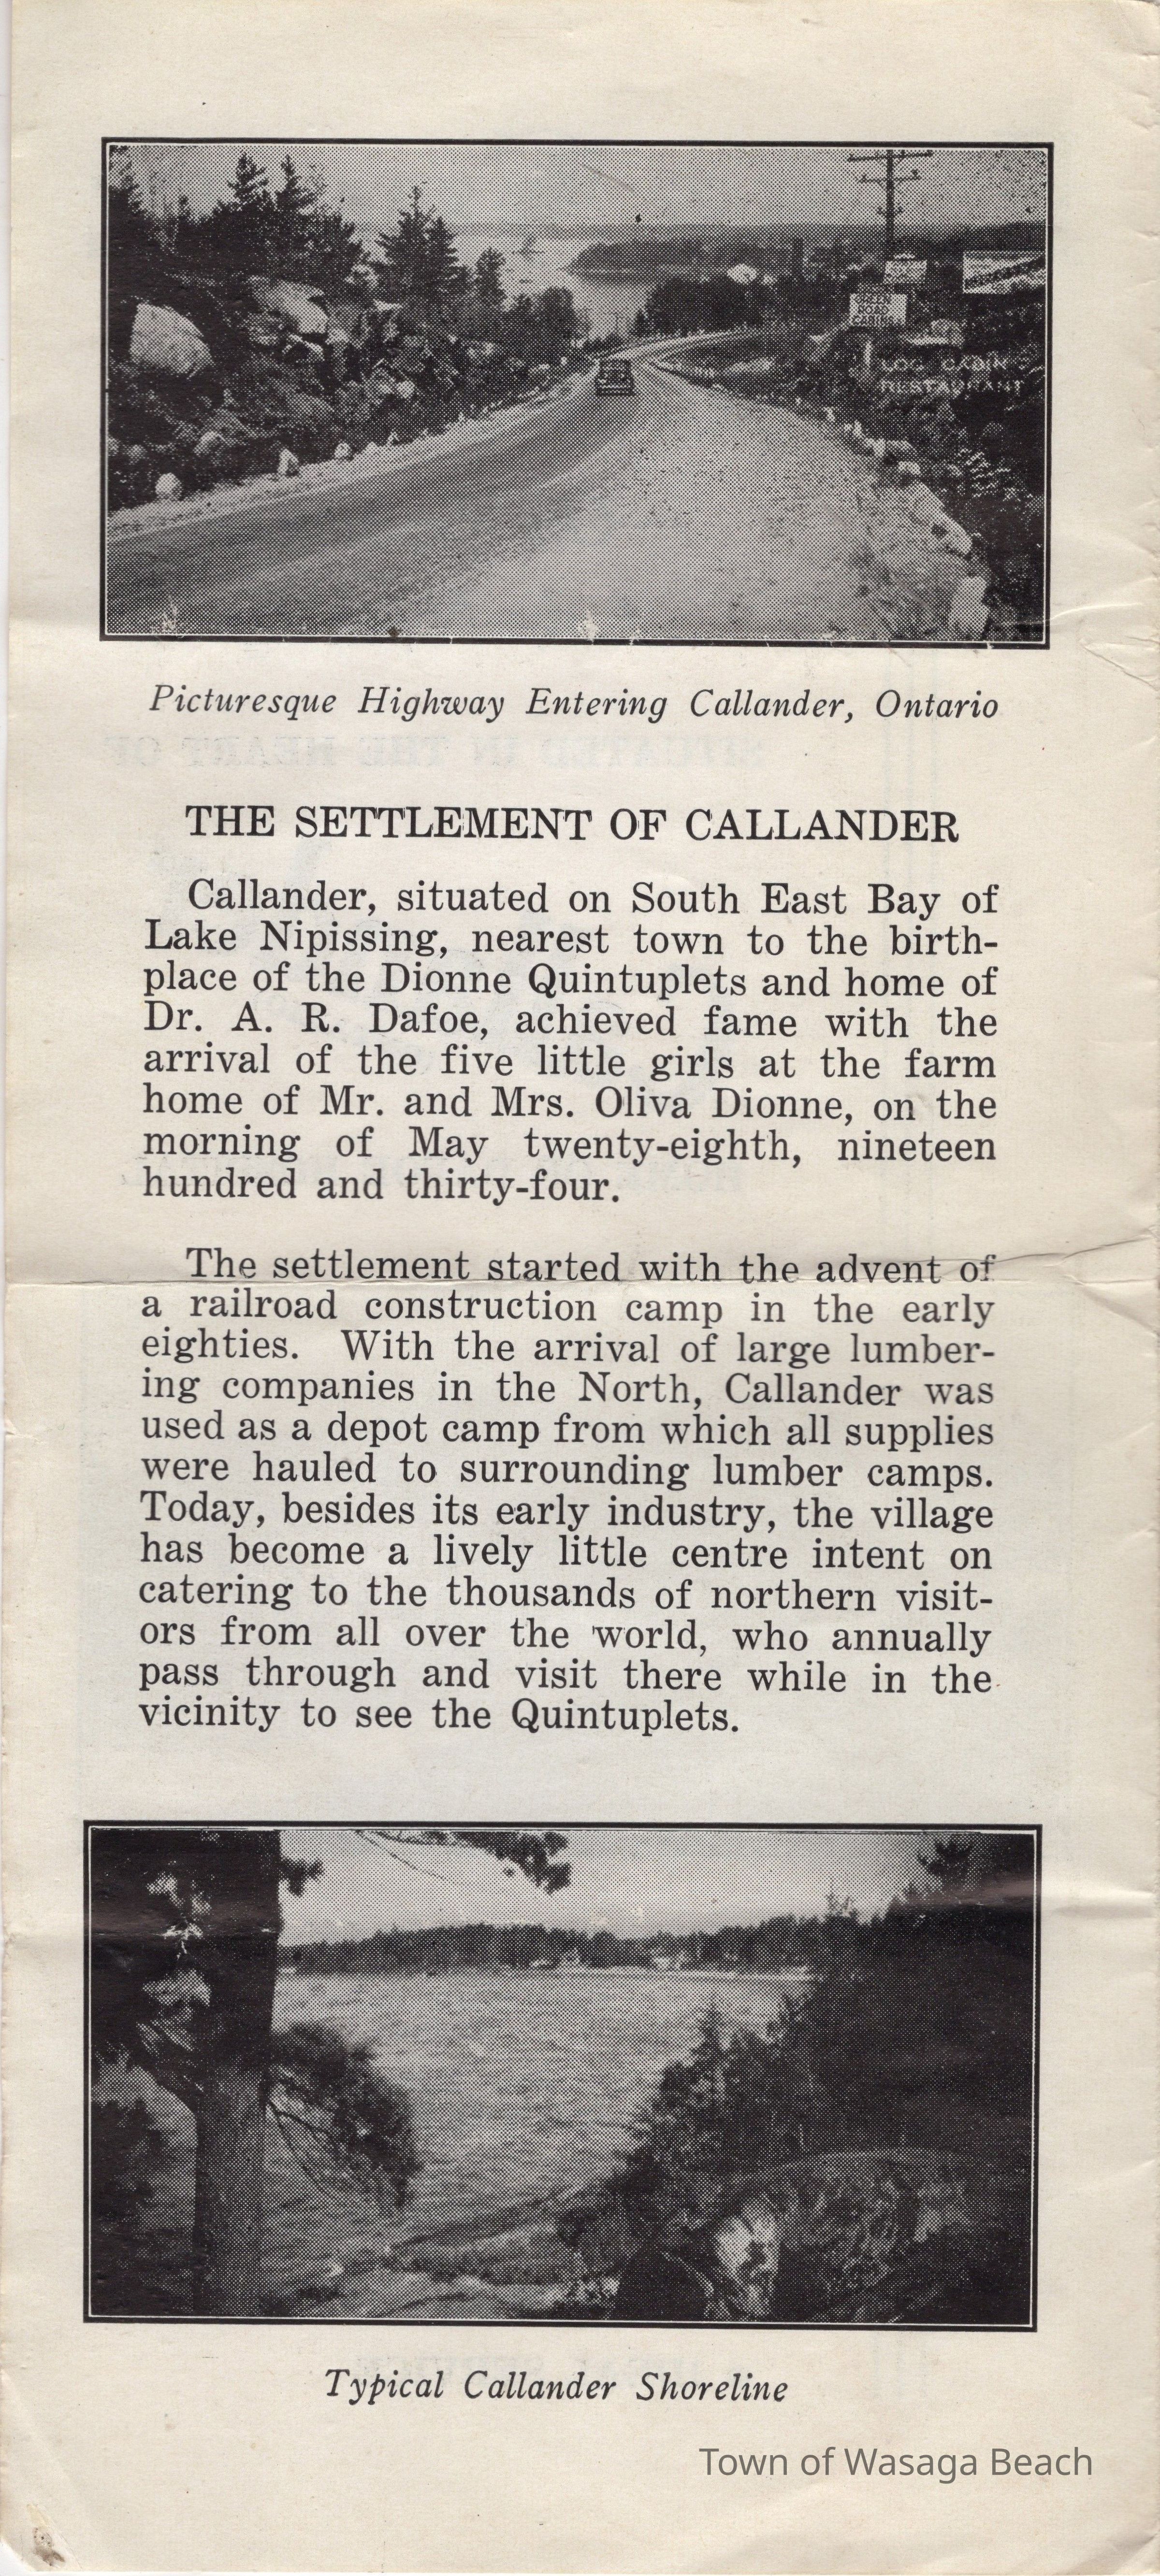 GREEN
ROAD
CABINS
LOG CABIN
RESTAURANT
Picturesque Highway Entering Callander, Ontario
THE SETTLEMENT OF CALLANDER
Callander, situated on South East Bay of
Lake Nipissing, nearest town to the birth-
place of the Dionne Quintuplets and home of
Dr. A. R. Dafoe, achieved fame with the
arrival of the five little girls at the farm
home of Mr. and Mrs. Oliva Dionne, on the
morning of May twenty-eighth, nineteen
hundred and thirty-four.
The settlement started with the advent of
a railroad construction camp in the early
eighties. With the arrival of large lumber-
ing companies in the North, Callander was
used as a depot camp from which all supplies
were hauled to surrounding lumber camps.
Today, besides its early industry, the village
has become a lively little centre intent on
catering to the thousands of northern visit-
ors from all over the world, who annually
pass through and visit there while in the
vicinity to see the Quintuplets.
Typical Callander Shoreline
Town of Wasaga Beach